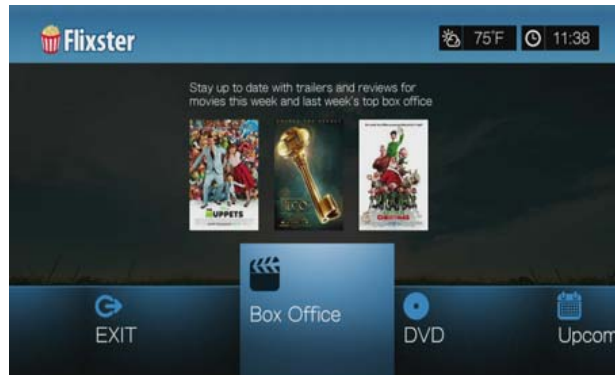 Flixster
75°F
11:38
Stay up to date with trailers and reviews for
movies this week and last week's top box office
MUPPETS
CHRISTMAS
Box Office
EXIT
DVD
Upcom